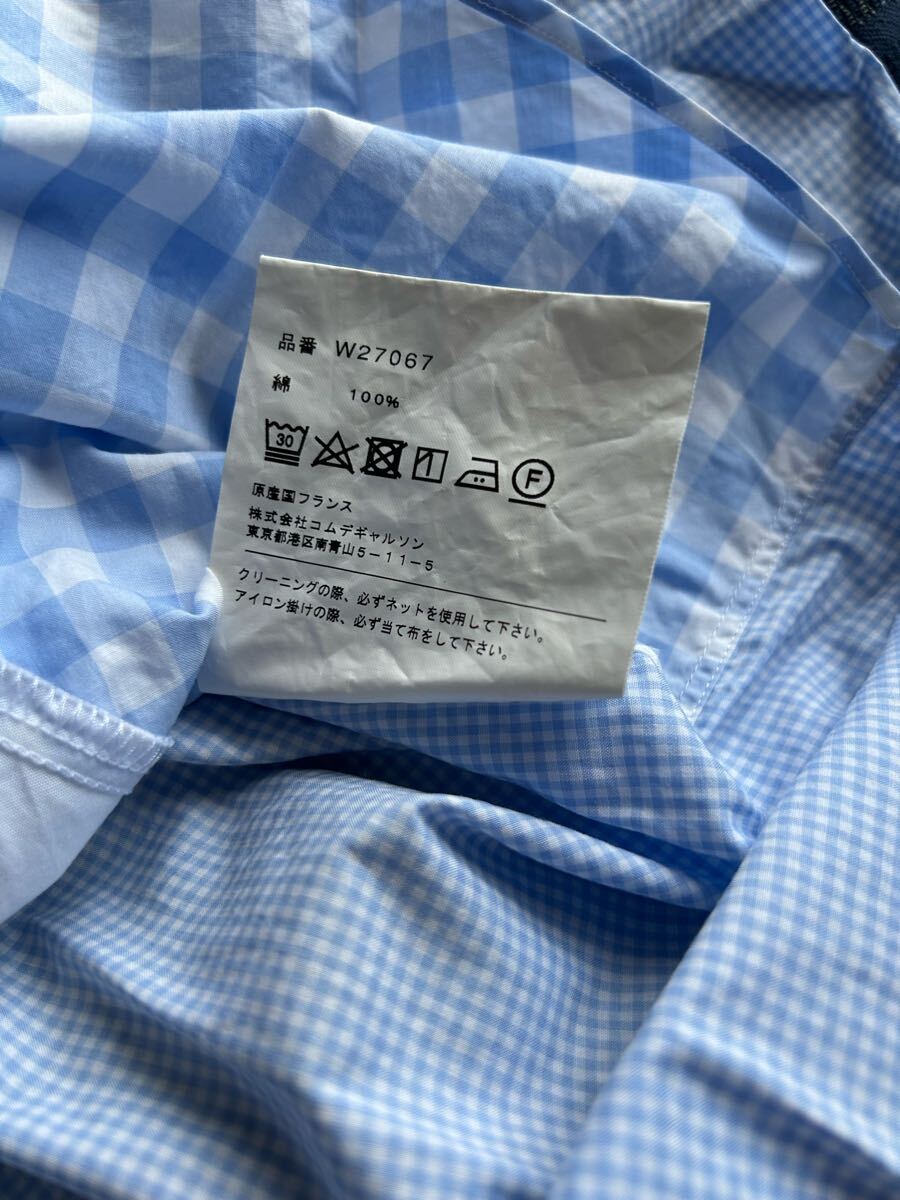 品番 W27067
綿 100%
30 F
原産国フランス
株式会社コムデギャルソン
東京都港区南青山5-11-5
クリーニングの際、必ずネットを使用して下さい。
アイロン掛けの際、必ず当て布をして下さい。